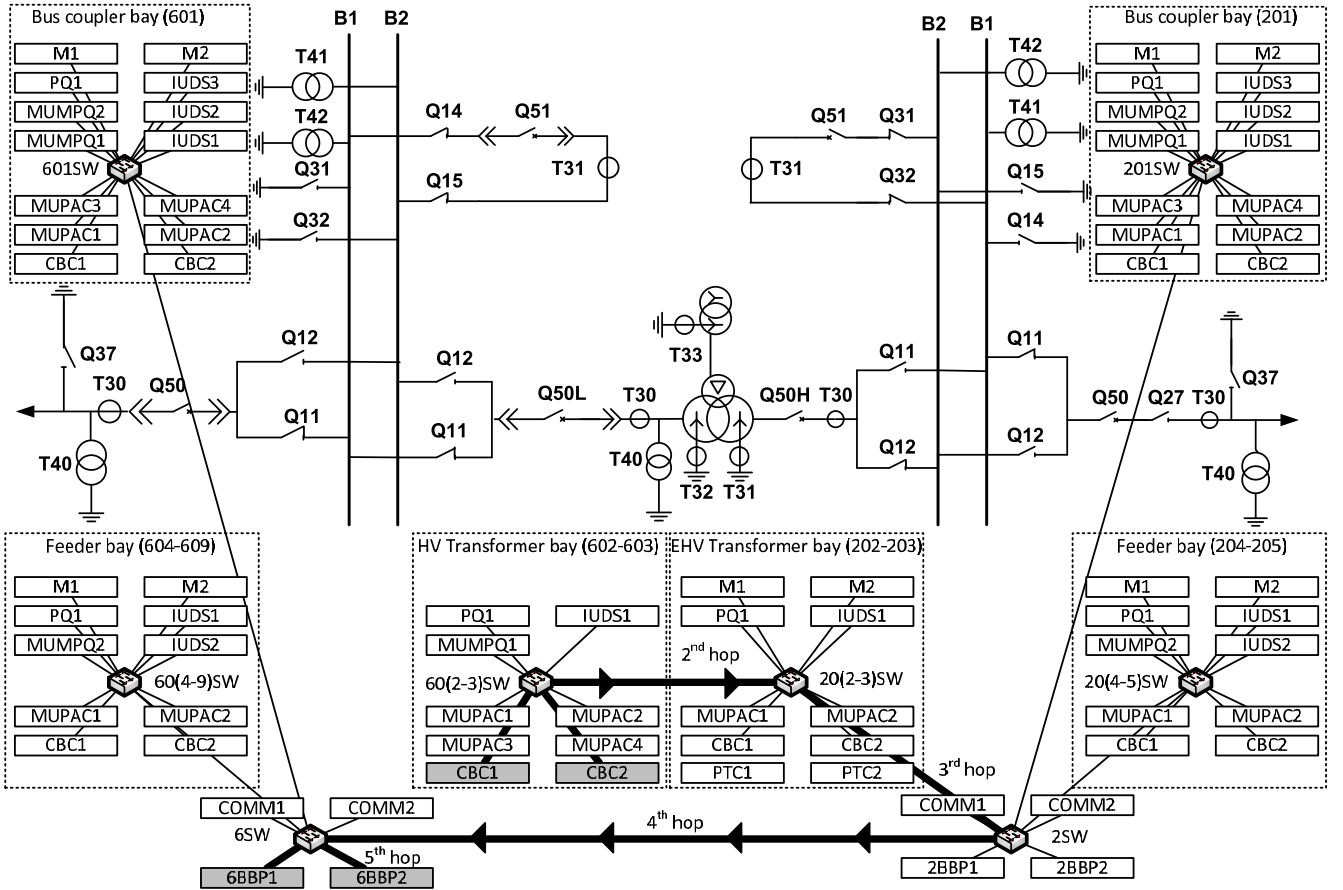 Bus coupler bay (601)
M1 M2
PQ1 IUDS3
MUMPQ2 IUDS2
MUMPQ1 IUDS1
601SW
MUPAC3 MUPAC4
MUPAC1 MUPAC2
CBC1 CBC2
B1 B2
T41
T42
Q31
Q32
Q14 Q51
T31
Q15
B2 B1
Q51 Q31
T31
Q32
T42
T41
Q15
Q14
Bus coupler bay (201)
M1 M2
PQ1 IUDS3
MUMPQ2 IUDS2
MUMPQ1 IUDS1
201SW
MUPAC3 MUPAC4
MUPAC1 MUPAC2
CBC1 CBC2
Q37
T30 Q50
T40
Q12
Q11
Q12
Q11
Q50L
T30
T40
T33
T32 T31
Q50H T30
Q11
Q12
Q11
Q12
Q50 Q27 T30
Q37
T40
Feeder bay (604-609)
M1 M2
PQ1 IUDS1
MUMPQ2 IUDS2
60(4-9)SW
MUPAC1 MUPAC2
CBC1 CBC2
HV Transformer bay (602-603)
PQ1 IUDS1
MUMPQ1
60(2-3)SW
MUPAC1 MUPAC2
MUPAC3 MUPAC4
CBC1 CBC2
2nd hop
EHV Transformer bay (202-203)
M1 M2
PQ1 IUDS1
20(2-3)SW
MUPAC1 MUPAC2
CBC1 CBC2
PTC1 PTC2
Feeder bay (204-205)
M1 M2
PQ1 IUDS1
MUMPQ2 IUDS2
20(4-5)SW
MUPAC1 MUPAC2
CBC1 CBC2
3rd hop
COMM1 COMM2
6SW
5th hop
6BBP1 6BBP2
4th hop
COMM1 COMM2
2SW
2BBP1 2BBP2